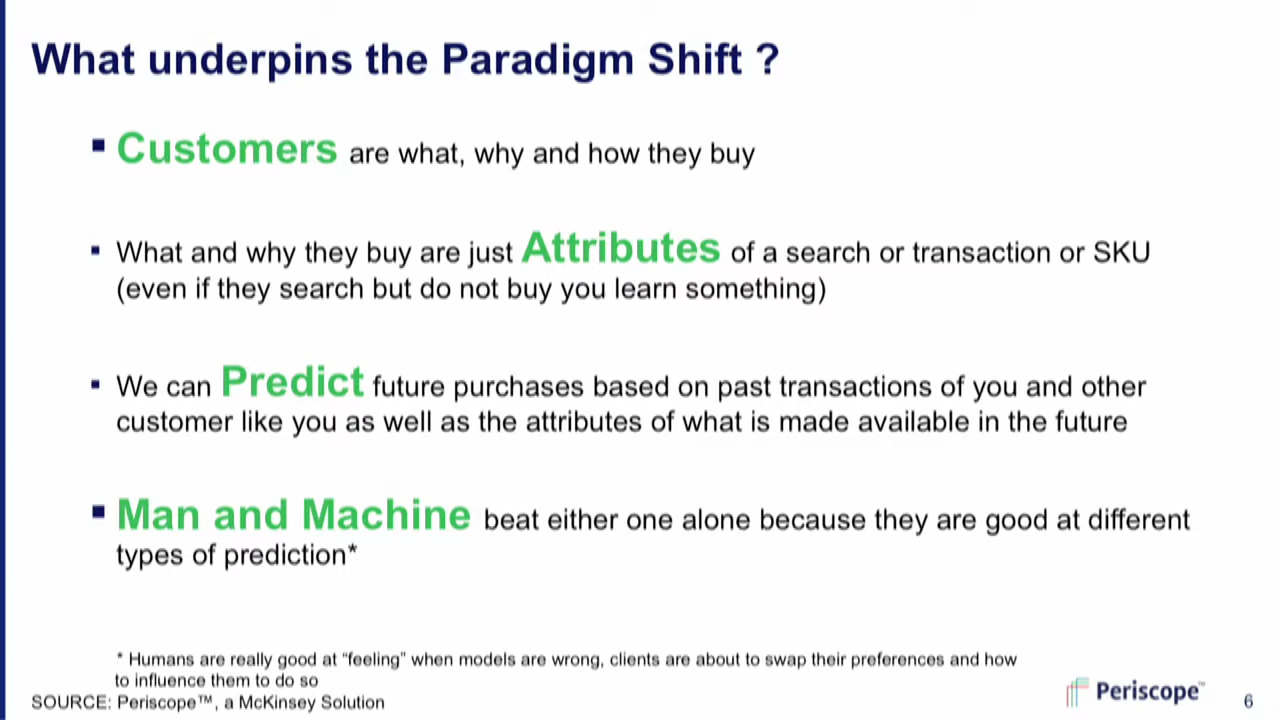 What underpins the Paradigm Shift ?
▪ Customers are what, why and how they buy
▪ What and why they buy are just Attributes of a search or transaction or SKU
(even if they search but do not buy you learn something)
▪ We can Predict future purchases based on past transactions of you and other
customer like you as well as the attributes of what is made available in the future
▪ Man and Machine beat either one alone because they are good at different
types of prediction*
* Humans are really good at “feeling” when models are wrong, clients are about to swap their preferences and how
to influence them to do so
SOURCE: Periscope™, a McKinsey Solution
Periscope™
6